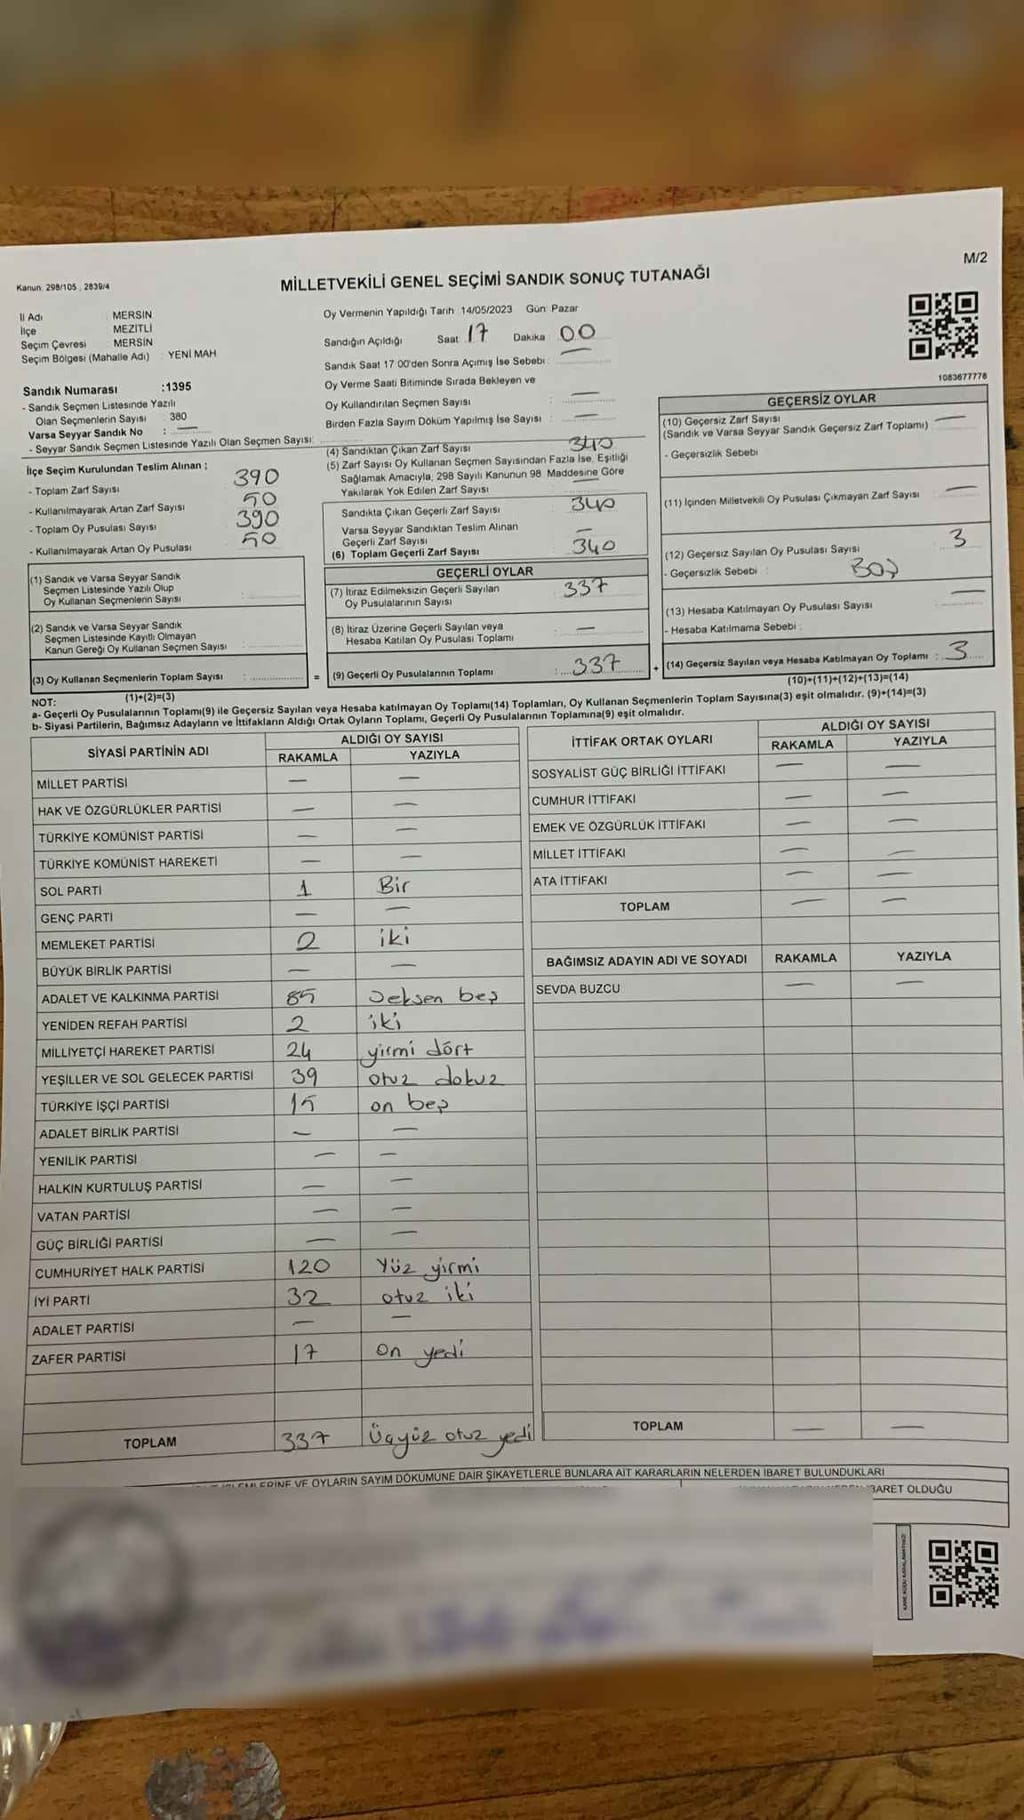 M/2
Kanun: 298/105 , 2839/4
MİLLETVEKİLİ GENEL SEÇİMİ SANDIK SONUÇ TUTANAĞI
İl Adı : MERSİN
İlçe MEZİTLİ
Seçim Çevresi : MERSİN
Seçim Bölgesi (Mahalle Adı) YENİ MAH
Sandık Numarası :1395
- Sandık Seçmen Listesinde Yazılı
Olan Seçmenlerin Sayısı 380
Varsa Seyyar Sandık No : —
- Seyyar Sandık Seçmen Listesinde Yazılı Olan Seçmen Sayısı:
Oy Vermenin Yapıldığı Tarih :14/05/2023 Gün: Pazar
Sandığın Açıldığı Saat 17 Dakika 00
Sandık Saat 17:00'den Sonra Açımış İse Sebebi : —
Oy Verme Saati Bitiminde Sırada Bekleyen ve
Oy Kullandırılan Seçmen Sayısı : —
Birden Fazla Sayım Döküm Yapılmış İse Sayısı : —
1083677778
İlçe Seçim Kurulundan Teslim Alınan ;
- Toplam Zarf Sayısı 390
- Kullanılmayarak Artan Zarf Sayısı 50
- Toplam Oy Pusulası Sayısı 390
- Kullanılmayarak Artan Oy Pusulası 50
(4) Sandıktan Çıkan Zarf Sayısı 340
(5) Zarf Sayısı Oy Kullanan Seçmen Sayısından Fazla İse, Eşitliği
Sağlamak Amacıyla, 298 Sayılı Kanunun 98. Maddesine Göre
Yakılarak Yok Edilen Zarf Sayısı —
Sandıkta Çıkan Geçerli Zarf Sayısı 340
Varsa Seyyar Sandıktan Teslim Alınan
Geçerli Zarf Sayısı —
(6) Toplam Geçerli Zarf Sayısı 340
GEÇERSİZ OYLAR
(10) Geçersiz Zarf Sayısı —
(Sandık ve Varsa Seyyar Sandık Geçersiz Zarf Toplamı)
- Geçersizlik Sebebi
(11) İçinden Milletvekili Oy Pusulası Çıkmayan Zarf Sayısı —
(12) Geçersiz Sayılan Oy Pusulası Sayısı 3
- Geçersizlik Sebebi : Boş
(13) Hesaba Katılmayan Oy Pusulası Sayısı —
- Hesaba Katılmama Sebebi :
(14) Geçersiz Sayılan veya Hesaba Katılmayan Oy Toplamı : 3
(10)+(11)+(12)+(13)=(14)
(1) Sandık ve Varsa Seyyar Sandık
Seçmen Listesinde Yazılı Olup
Oy Kullanan Seçmenlerin Sayısı
(2) Sandık ve Varsa Seyyar Sandık
Seçmen Listesinde Kayıtlı Olmayan
Kanun Gereği Oy Kullanan Seçmen Sayısı
(3) Oy Kullanan Seçmenlerin Toplam Sayısı :
(1)+(2)=(3)
GEÇERLİ OYLAR
(7) İtiraz Edilmeksizin Geçerli Sayılan
Oy Pusulalarının Sayısı 337
(8) İtiraz Üzerine Geçerli Sayılan veya
Hesaba Katılan Oy Pusulası Toplamı —
= (9) Geçerli Oy Pusulalarının Toplamı : 337 +
NOT:
a- Geçerli Oy Pusulalarının Toplamı(9) ile Geçersiz Sayılan veya Hesaba katılmayan Oy Toplamı(14) Toplamları, Oy Kullanan Seçmenlerin Toplam Sayısına(3) eşit olmalıdır. (9)+(14)=(3)
b- Siyasi Partilerin, Bağımsız Adayların ve İttifakların Aldığı Ortak Oyların Toplamı, Geçerli Oy Pusulalarının Toplamına(9) eşit olmalıdır.
SİYASİ PARTİNİN ADI ALDIĞI OY SAYISI
RAKAMLA YAZIYLA
MİLLET PARTİSİ — —
HAK VE ÖZGÜRLÜKLER PARTİSİ — —
TÜRKİYE KOMÜNİST PARTİSİ — —
TÜRKİYE KOMÜNİST HAREKETİ — —
SOL PARTİ 1 Bir
GENÇ PARTİ — —
MEMLEKET PARTİSİ 2 iki
BÜYÜK BİRLİK PARTİSİ — —
ADALET VE KALKINMA PARTİSİ 85 Seksen beş
YENİDEN REFAH PARTİSİ 2 iki
MİLLİYETÇİ HAREKET PARTİSİ 24 yirmi dört
YEŞİLLER VE SOL GELECEK PARTİSİ 39 otuz dokuz
TÜRKİYE İŞÇİ PARTİSİ 15 on beş
ADALET BİRLİK PARTİSİ — —
YENİLİK PARTİSİ — —
HALKIN KURTULUŞ PARTİSİ — —
VATAN PARTİSİ — —
GÜÇ BİRLİĞİ PARTİSİ — —
CUMHURİYET HALK PARTİSİ 120 Yüz yirmi
İYİ PARTİ 32 otuz iki
ADALET PARTİSİ — —
ZAFER PARTİSİ 17 on yedi
TOPLAM 337 Üçyüz otuz yedi
İTTİFAK ORTAK OYLARI ALDIĞI OY SAYISI
RAKAMLA YAZIYLA
SOSYALİST GÜÇ BİRLİĞİ İTTİFAKI — —
CUMHUR İTTİFAKI — —
EMEK VE ÖZGÜRLÜK İTTİFAKI — —
MİLLET İTTİFAKI — —
ATA İTTİFAKI — —
TOPLAM — —
BAĞIMSIZ ADAYIN ADI VE SOYADI RAKAMLA YAZIYLA
SEVDA BUZCU — —
TOPLAM — —
VE OYLARIN SAYIM DÖKÜMÜNE DAİR ŞİKAYETLERLE BUNLARA AİT KARARLARIN NELERDEN İBARET BULUNDUKLARI
OLDUĞU